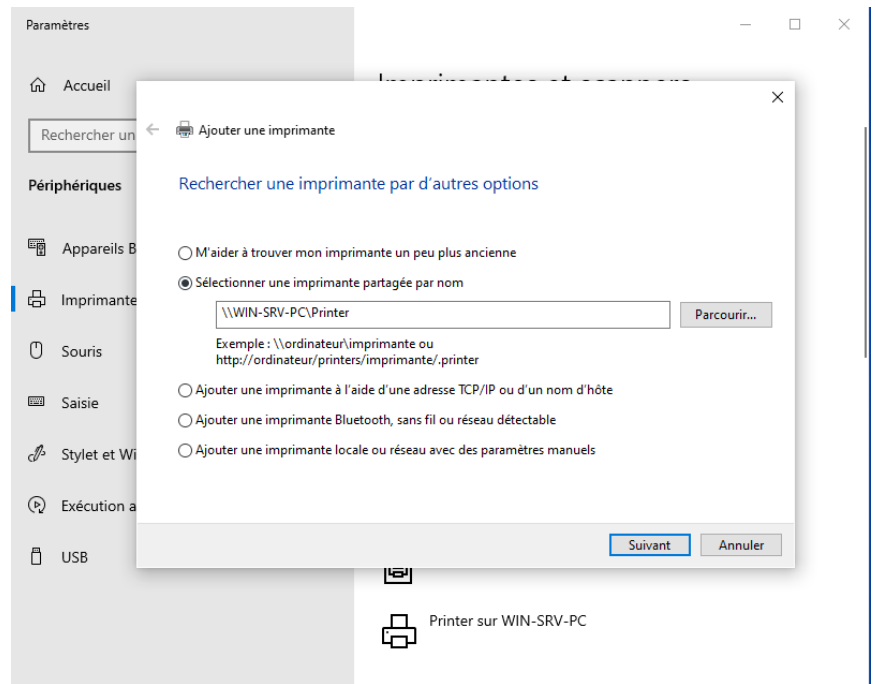 Paramètres
Accueil
Rechercher un
Périphériques
Appareils B
Imprimante
Souris
Saisie
Stylet et Wi
Exécution a
USB
Ajouter une imprimante
Rechercher une imprimante par d'autres options
M'aider à trouver mon imprimante un peu plus ancienne
Sélectionner une imprimante partagée par nom
\\WIN-SRV-PC\Printer
Parcourir...
Exemple : \\ordinateur\imprimante ou
http://ordinateur/printers/imprimante/.printer
Ajouter une imprimante à l'aide d'une adresse TCP/IP ou d'un nom d'hôte
Ajouter une imprimante Bluetooth, sans fil ou réseau détectable
Ajouter une imprimante locale ou réseau avec des paramètres manuels
Suivant
Annuler
Printer sur WIN-SRV-PC